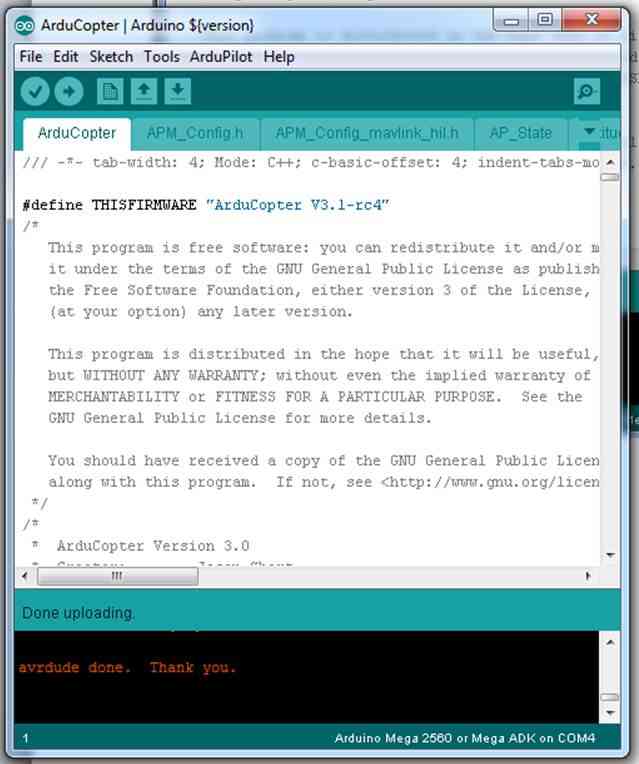 ArduCopter | Arduino ${version}
File Edit Sketch Tools ArduPilot Help
ArduCopter APM_Config.h APM_Config_mavlink_hil.h AP_State
/// -*- tab-width: 4; Mode: C++; c-basic-offset: 4; indent-tabs-mo
#define THISFIRMWARE "ArduCopter V3.1-rc4"
/*
This program is free software: you can redistribute it and/or m
it under the terms of the GNU General Public License as publish
the Free Software Foundation, either version 3 of the License,
(at your option) any later version.
This program is distributed in the hope that it will be useful,
but WITHOUT ANY WARRANTY; without even the implied warranty of
MERCHANTABILITY or FITNESS FOR A PARTICULAR PURPOSE.  See the
GNU General Public License for more details.
You should have received a copy of the GNU General Public Licen
along with this program.  If not, see <http://www.gnu.org/licen
*/
/*
*  ArduCopter Version 3.0
Done uploading.
avrdude done.  Thank you.
1
Arduino Mega 2560 or Mega ADK on COM4